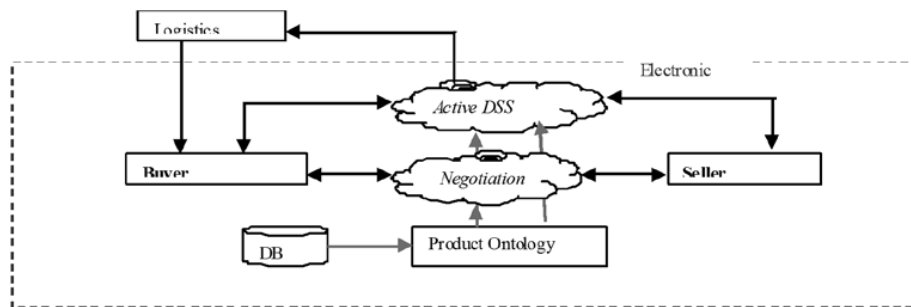 Logistics
Electronic
Active DSS
Buyer
Negotiation
Seller
DB
Product Ontology